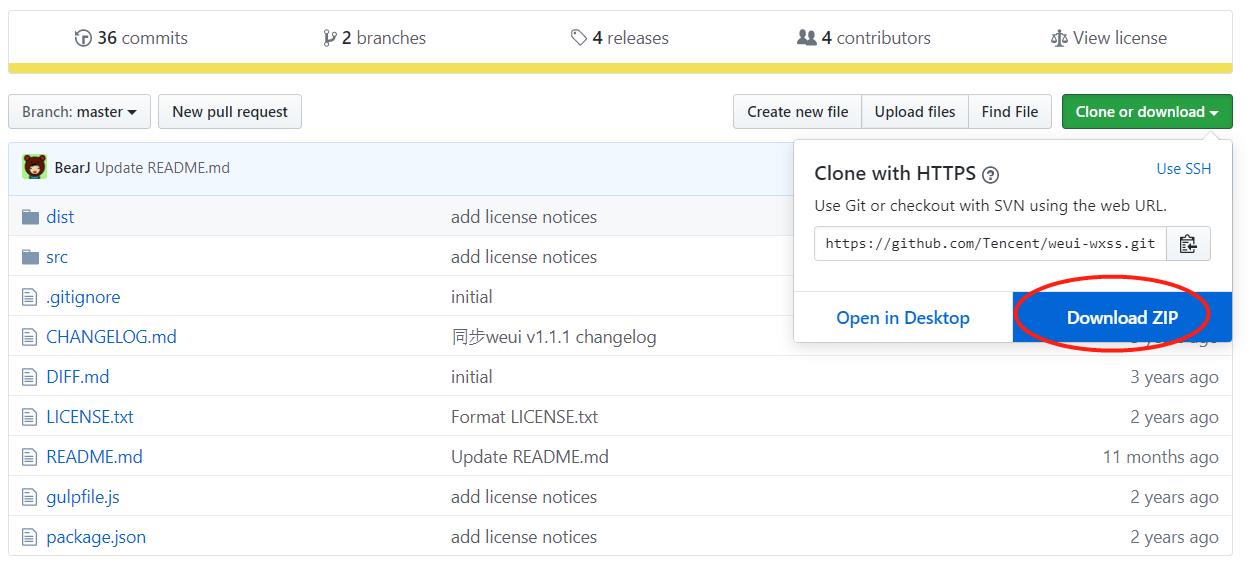 36 commits 2 branches 4 releases 4 contributors View license
Branch: master New pull request Create new file Upload files Find File Clone or download
BearJ Update README.md
Clone with HTTPS ? Use SSH
Use Git or checkout with SVN using the web URL.
https://github.com/Tencent/weui-wxss.git
Open in Desktop Download ZIP
dist add license notices
src add license notices
.gitignore initial
CHANGELOG.md 同步weui v1.1.1 changelog
DIFF.md initial 3 years ago
LICENSE.txt Format LICENSE.txt 2 years ago
README.md Update README.md 11 months ago
gulpfile.js add license notices 2 years ago
package.json add license notices 2 years ago